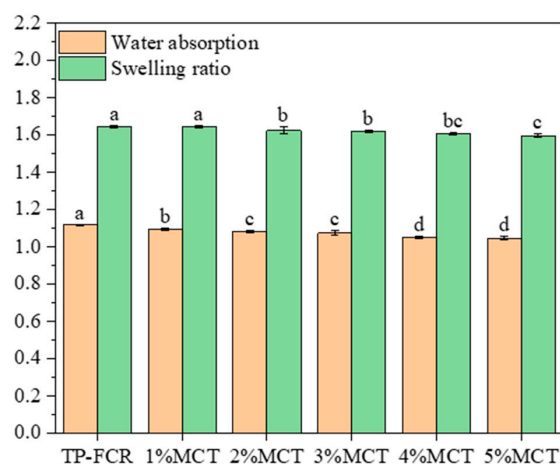 2.2
2.0
1.8
1.6
1.4
1.2
1.0
0.8
0.6
0.4
0.2
0.0
Water absorption
Swelling ratio
a a b b bc c
a b c c d d
TP-FCR 1%MCT 2%MCT 3%MCT 4%MCT 5%MCT